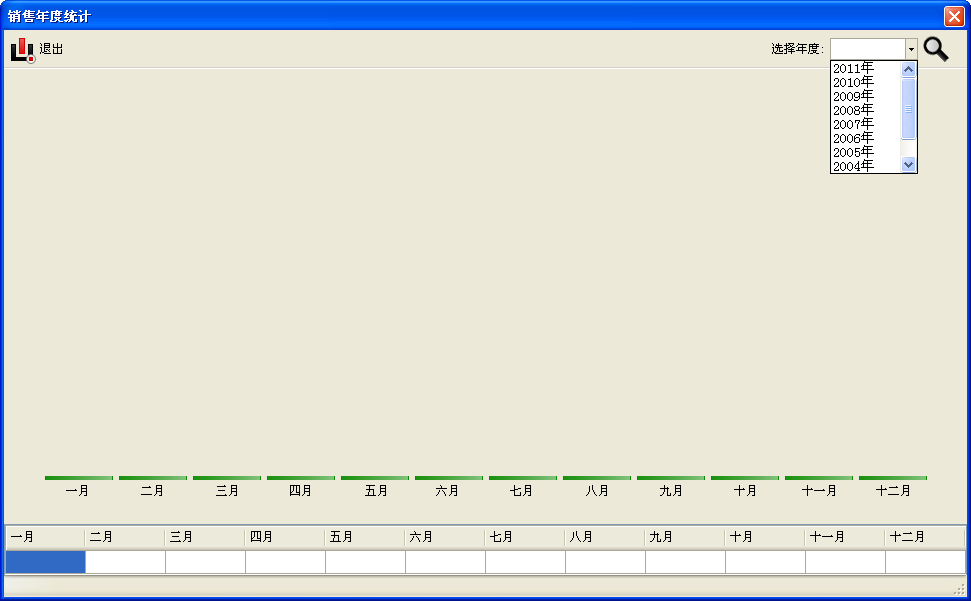 销售年度统计
退出
选择年度:
2011年
2010年
2009年
2008年
2007年
2006年
2005年
2004年
一月 二月 三月 四月 五月 六月 七月 八月 九月 十月 十一月 十二月
一月 二月 三月 四月 五月 六月 七月 八月 九月 十月 十一月 十二月